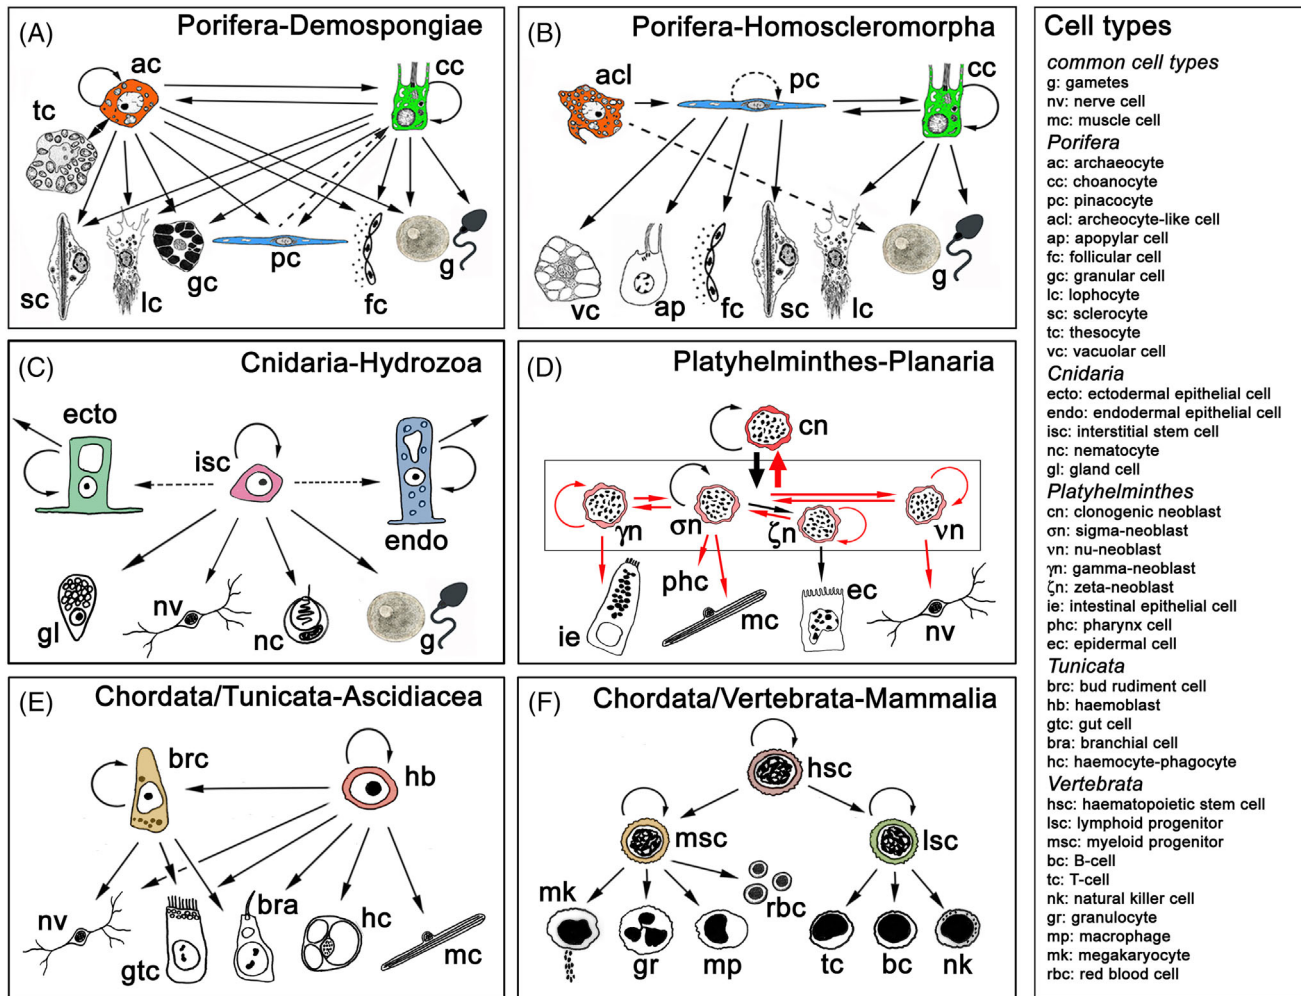 (A)
Porifera-Demospongiae
ac
cc
tc
sc
lc
gc
pc
fc
g
(B)
Porifera-Homoscleromorpha
acl
pc
cc
vc
ap
fc
sc
lc
g
(C)
Cnidaria-Hydrozoa
ecto
isc
endo
gl
nv
nc
g
(D)
Platyhelminthes-Planaria
cn
γn
σn
ζn
νn
ie
phc
mc
ec
nv
(E)
Chordata/Tunicata-Ascidiacea
brc
hb
nv
gtc
bra
hc
mc
(F)
Chordata/Vertebrata-Mammalia
hsc
msc
lsc
mk
gr
mp
rbc
tc
bc
nk
Cell types
common cell types
g: gametes
nv: nerve cell
mc: muscle cell
Porifera
ac: archaeocyte
cc: choanocyte
pc: pinacocyte
acl: archeocyte-like cell
ap: apopylar cell
fc: follicular cell
gc: granular cell
lc: lophocyte
sc: sclerocyte
tc: thesocyte
vc: vacuolar cell
Cnidaria
ecto: ectodermal epithelial cell
endo: endodermal epithelial cell
isc: interstitial stem cell
nc: nematocyte
gl: gland cell
Platyhelminthes
cn: clonogenic neoblast
σn: sigma-neoblast
νn: nu-neoblast
γn: gamma-neoblast
ζn: zeta-neoblast
ie: intestinal epithelial cell
phc: pharynx cell
ec: epidermal cell
Tunicata
brc: bud rudiment cell
hb: haemoblast
gtc: gut cell
bra: branchial cell
hc: haemocyte-phagocyte
Vertebrata
hsc: haematopoietic stem cell
lsc: lymphoid progenitor
msc: myeloid progenitor
bc: B-cell
tc: T-cell
nk: natural killer cell
gr: granulocyte
mp: macrophage
mk: megakaryocyte
rbc: red blood cell